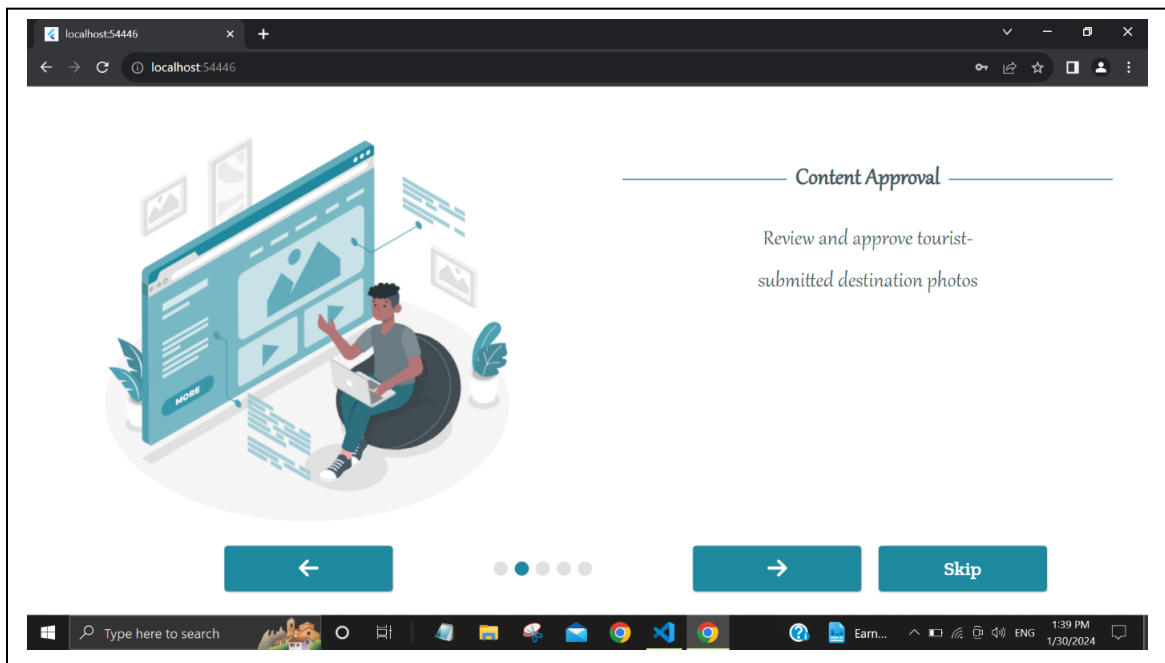 localhost:54446
localhost:54446
Content Approval
Review and approve tourist-
submitted destination photos
MORE
Skip
Type here to search
Earn...
ENG
1:39 PM
1/30/2024